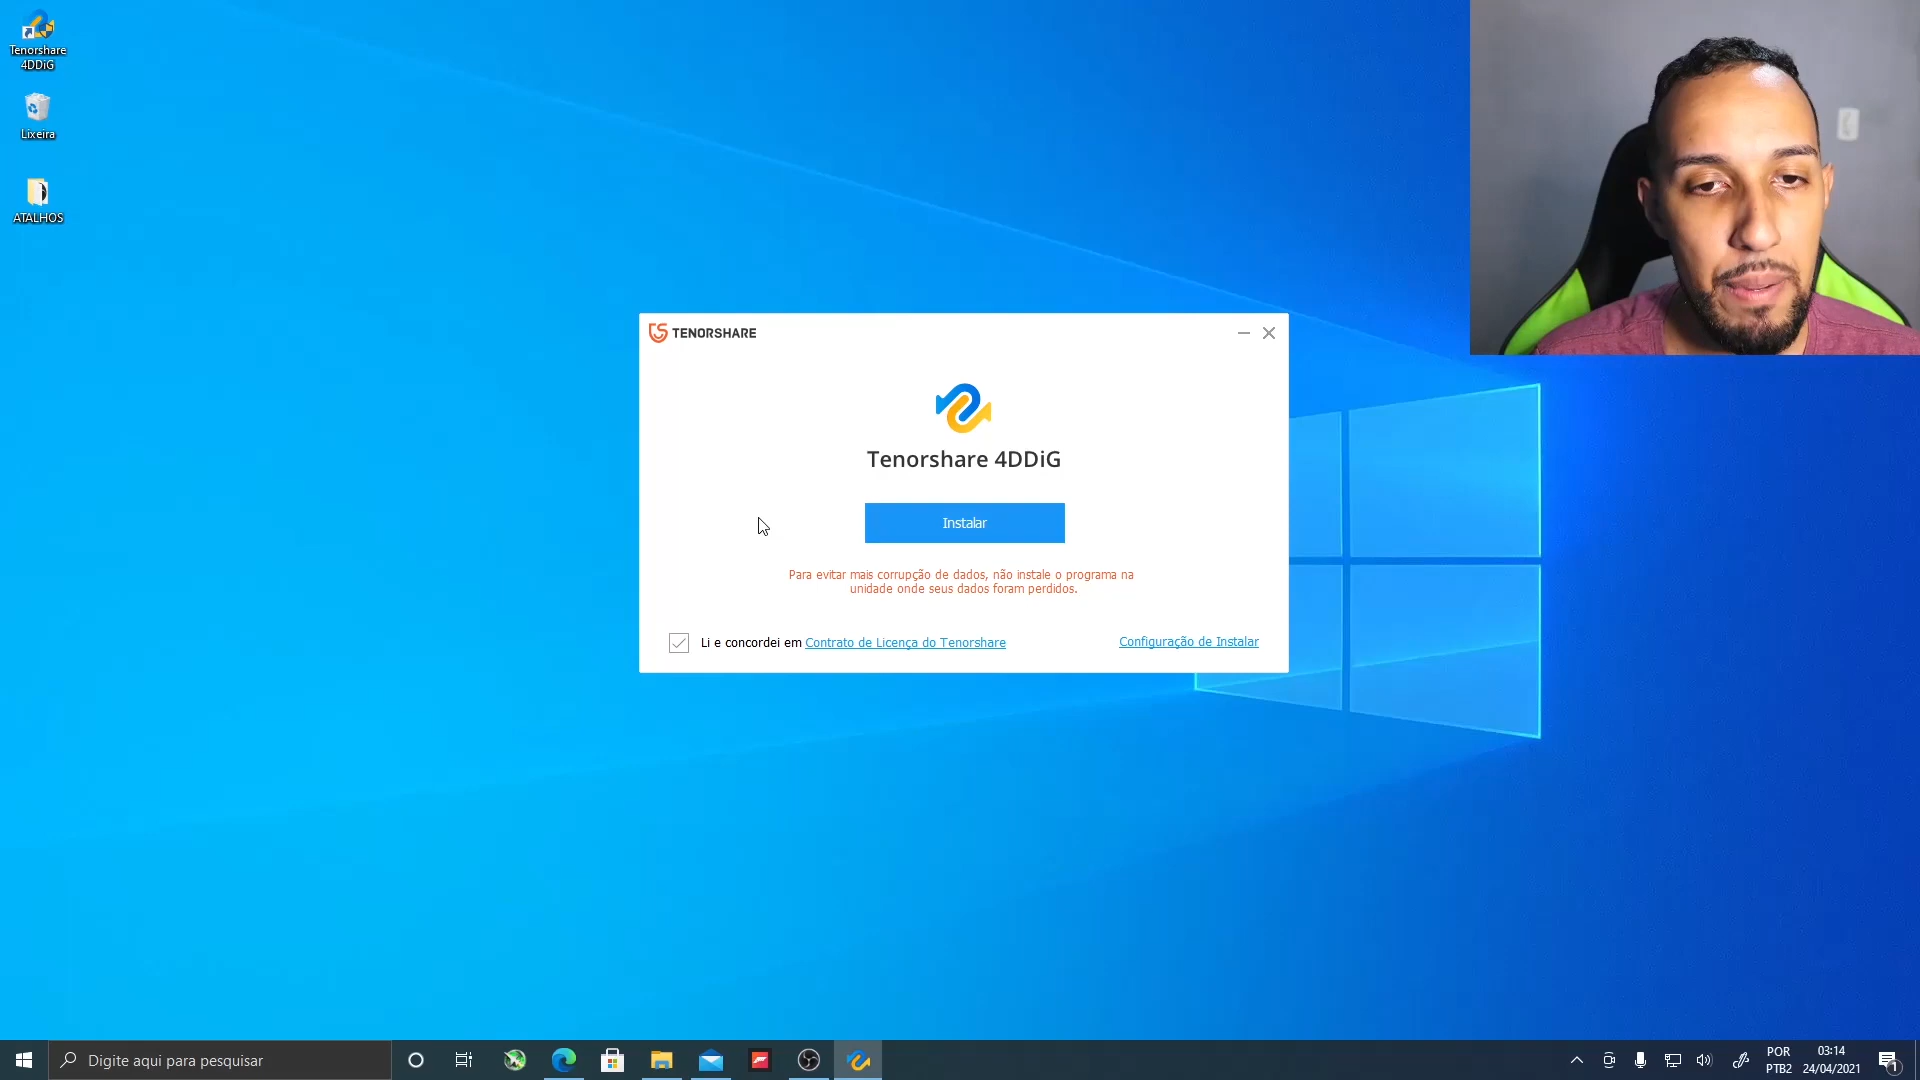 Tenorshare
4DDiG
Lixeira
ATALHOS
TENORSHARE
Tenorshare 4DDiG
Instalar
Para evitar mais corrupção de dados, não instale o programa na
unidade onde seus dados foram perdidos.
Li e concordei em Contrato de Licença do Tenorshare
Configuração de Instalar
Digite aqui para pesquisar
POR
PTB2
03:14
24/04/2021
1